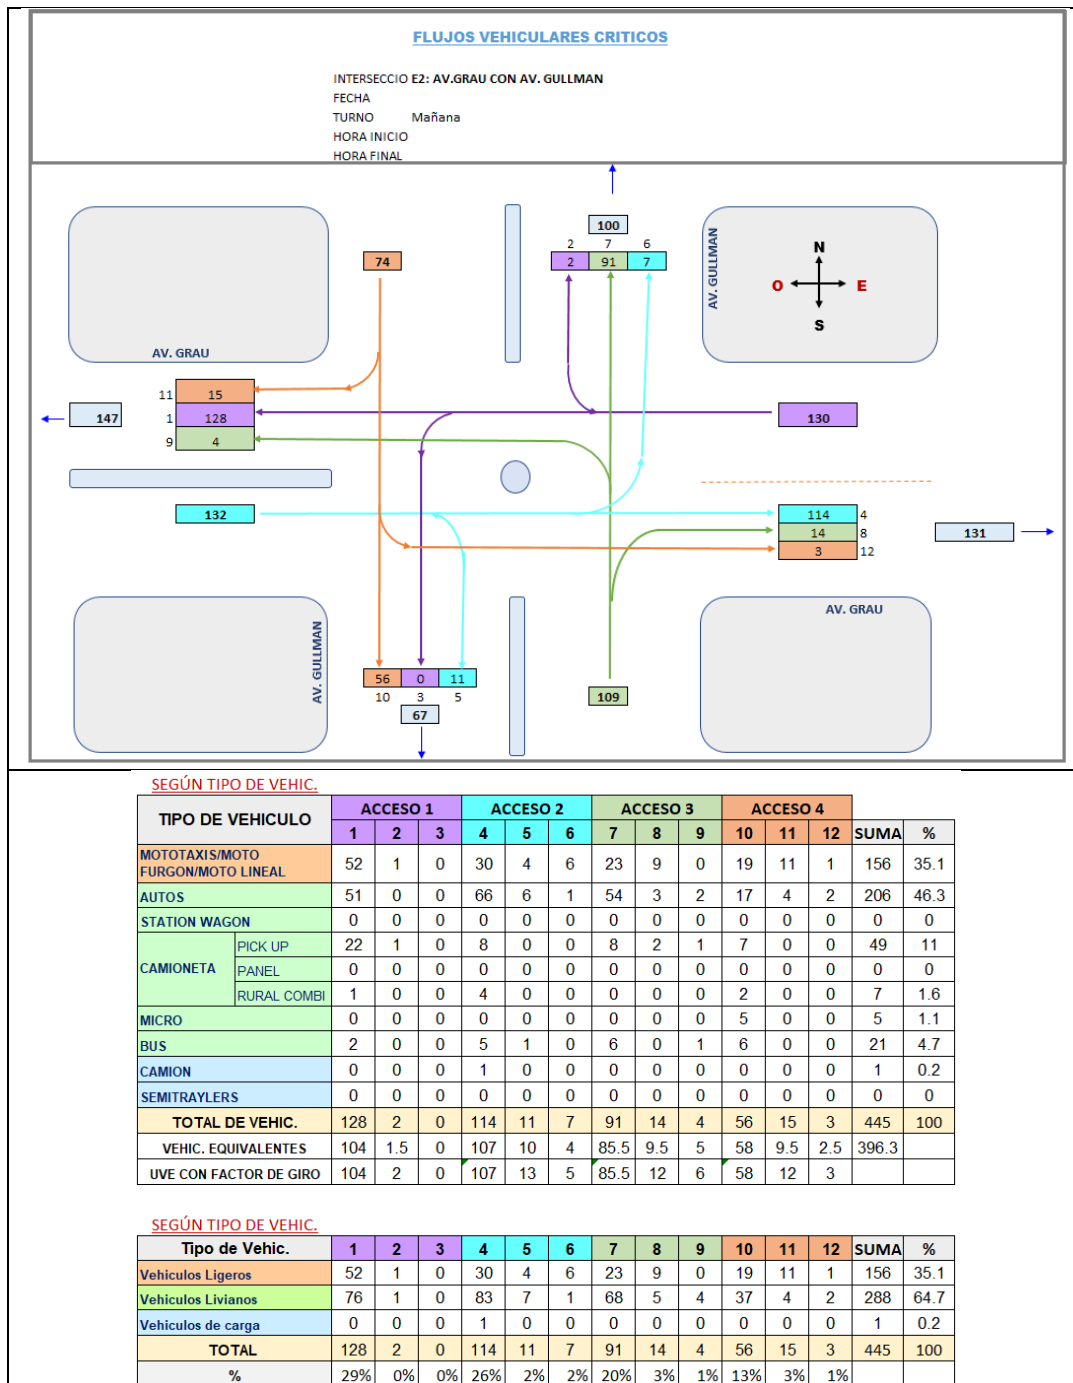 FLUJOS VEHICULARES CRITICOS
INTERSECCIO E2: AV.GRAU CON AV. GULLMAN
FECHA
TURNO Mañana
HORA INICIO
HORA FINAL
100
2 7 6
2 91 7
74
AV. GULLMAN
N
O E
S
AV. GRAU
11 15
147 1 128
9 4
130
132
114 4
14 8
3 12
131
AV. GULLMAN
AV. GRAU
56 0 11
10 3 5
67
109
SEGÚN TIPO DE VEHIC.
TIPO DE VEHICULO ACCESO 1 ACCESO 2 ACCESO 3 ACCESO 4
1 2 3 4 5 6 7 8 9 10 11 12 SUMA %
MOTOTAXIS/MOTO
FURGON/MOTO LINEAL 52 1 0 30 4 6 23 9 0 19 11 1 156 35.1
AUTOS 51 0 0 66 6 1 54 3 2 17 4 2 206 46.3
STATION WAGON 0 0 0 0 0 0 0 0 0 0 0 0 0 0
CAMIONETA PICK UP 22 1 0 8 0 0 8 2 1 7 0 0 49 11
PANEL 0 0 0 0 0 0 0 0 0 0 0 0 0 0
RURAL COMBI 1 0 0 4 0 0 0 0 0 2 0 0 7 1.6
MICRO 0 0 0 0 0 0 0 0 0 5 0 0 5 1.1
BUS 2 0 0 5 1 0 6 0 1 6 0 0 21 4.7
CAMION 0 0 0 1 0 0 0 0 0 0 0 0 1 0.2
SEMITRAYLERS 0 0 0 0 0 0 0 0 0 0 0 0 0 0
TOTAL DE VEHIC. 128 2 0 114 11 7 91 14 4 56 15 3 445 100
VEHIC. EQUIVALENTES 104 1.5 0 107 10 4 85.5 9.5 5 58 9.5 2.5 396.3
UVE CON FACTOR DE GIRO 104 2 0 107 13 5 85.5 12 6 58 12 3
SEGÚN TIPO DE VEHIC.
Tipo de Vehic. 1 2 3 4 5 6 7 8 9 10 11 12 SUMA %
Vehiculos Ligeros 52 1 0 30 4 6 23 9 0 19 11 1 156 35.1
Vehiculos Livianos 76 1 0 83 7 1 68 5 4 37 4 2 288 64.7
Vehiculos de carga 0 0 0 1 0 0 0 0 0 0 0 0 1 0.2
TOTAL 128 2 0 114 11 7 91 14 4 56 15 3 445 100
% 29% 0% 0% 26% 2% 2% 20% 3% 1% 13% 3% 1%